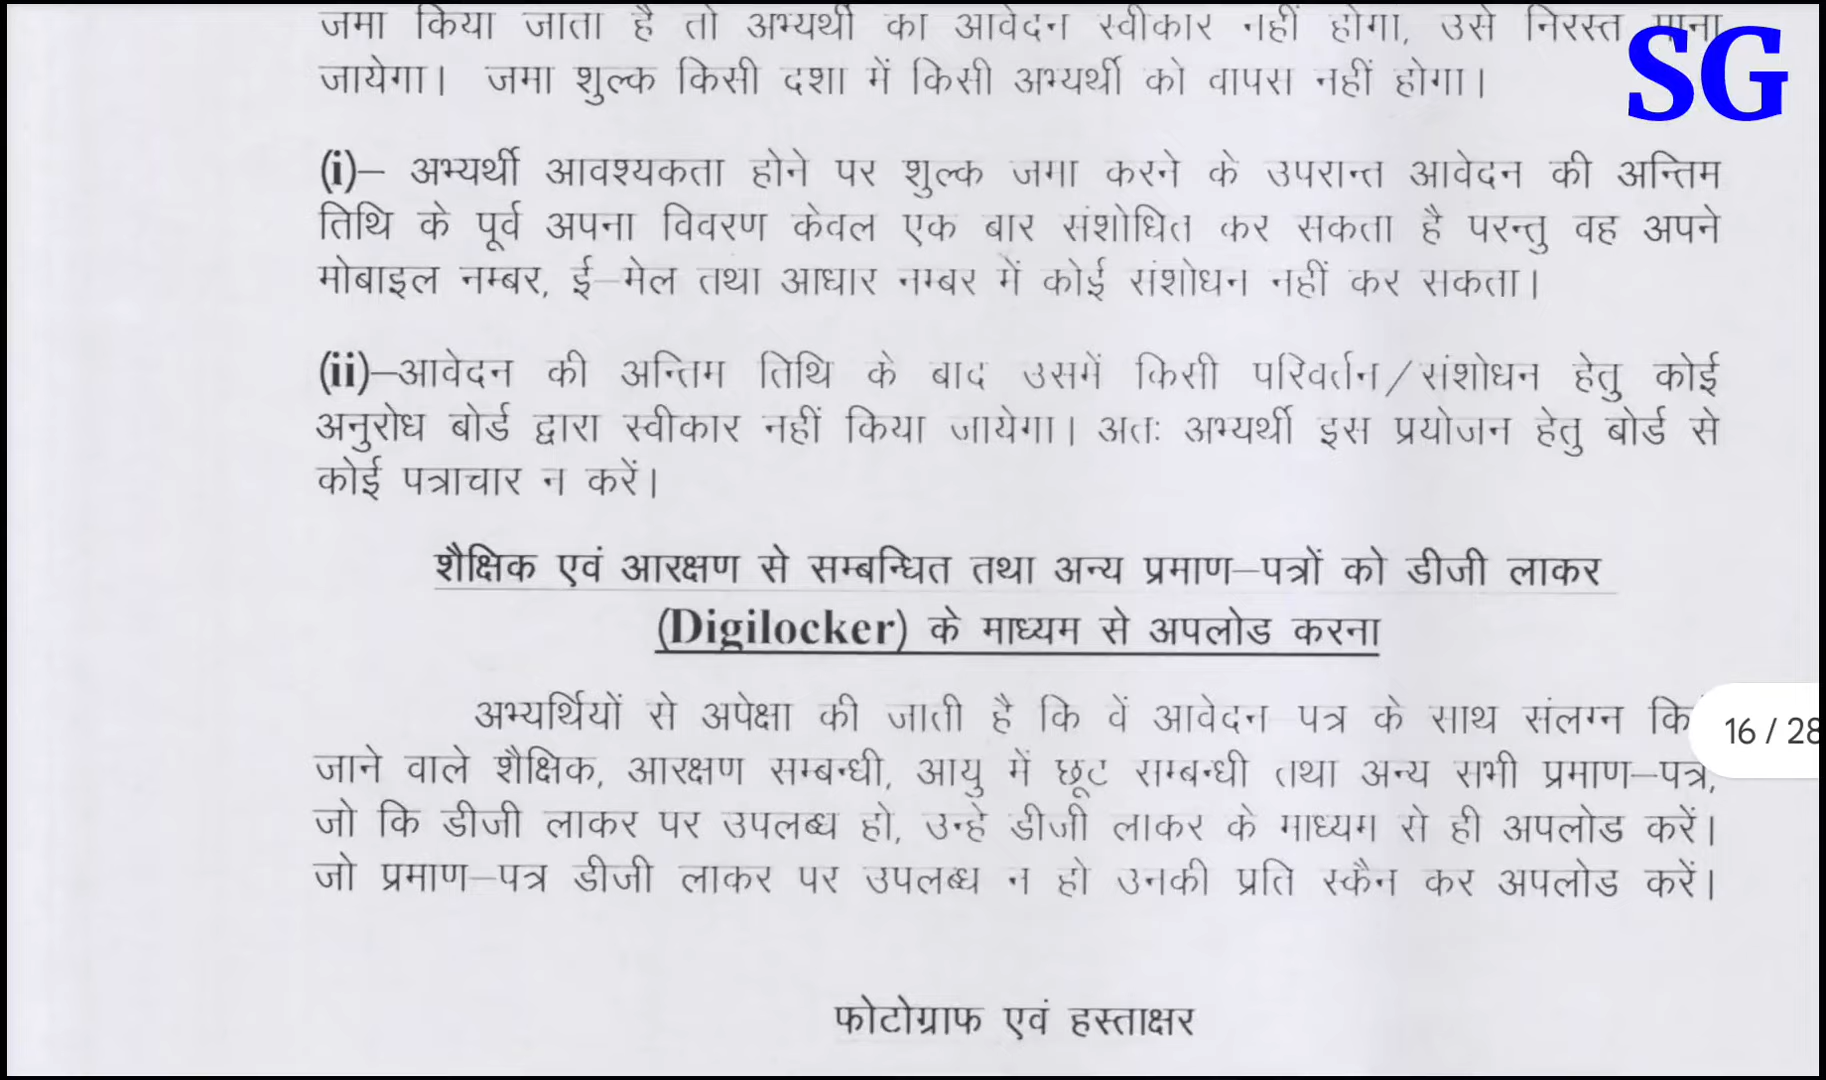 जमा किया जाता है तो अभ्यर्थी का आवेदन स्वीकार नहीं होगा, उसे निरस्त माना
SG
जायेगा। जमा शुल्क किसी दशा में किसी अभ्यर्थी को वापस नहीं होगा।
(i)– अभ्यर्थी आवश्यकता होने पर शुल्क जमा करने के उपरान्त आवेदन की अन्तिम
तिथि के पूर्व अपना विवरण केवल एक बार संशोधित कर सकता है परन्तु वह अपने
मोबाइल नम्बर, ई–मेल तथा आधार नम्बर में कोई संशोधन नहीं कर सकता।
(ii)–आवेदन की अन्तिम तिथि के बाद उसमें किसी परिवर्तन/संशोधन हेतु कोई
अनुरोध बोर्ड द्वारा स्वीकार नहीं किया जायेगा। अतः अभ्यर्थी इस प्रयोजन हेतु बोर्ड से
कोई पत्राचार न करें।
शैक्षिक एवं आरक्षण से सम्बन्धित तथा अन्य प्रमाण–पत्रों को डीजी लाकर
(Digilocker) के माध्यम से अपलोड करना
अभ्यर्थियों से अपेक्षा की जाती है कि वें आवेदन पत्र के साथ संलग्न
16 / 28
जाने वाले शैक्षिक, आरक्षण सम्बन्धी, आयु में छूट सम्बन्धी तथा अन्य सभी प्रमाण–पत्र,
जो कि डीजी लाकर पर उपलब्ध हो, उन्हे डीजी लाकर के माध्यम से ही अपलोड करें।
जो प्रमाण–पत्र डीजी लाकर पर उपलब्ध न हो उनकी प्रति स्कैन कर अपलोड करें।
फोटोग्राफ एवं हस्ताक्षर